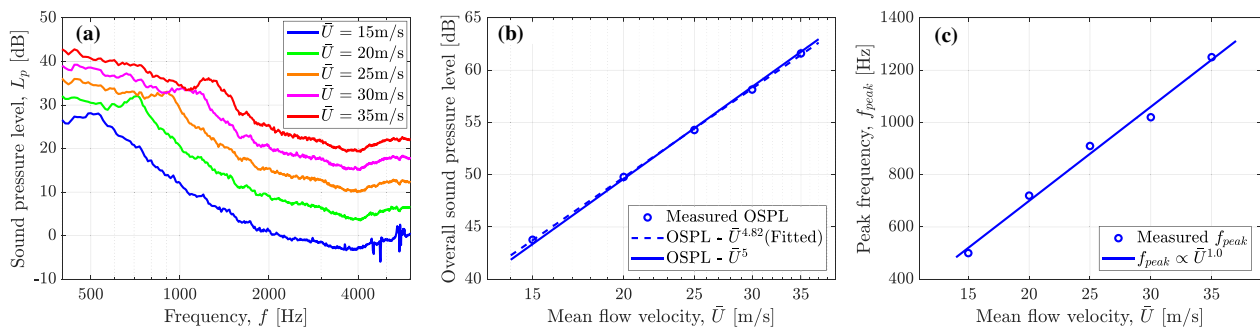 (a)
Sound pressure level, L_p [dB]
50
40
30
20
10
0
-10
500
1000
2000
4000
Frequency, f [Hz]
Ū = 15m/s
Ū = 20m/s
Ū = 25m/s
Ū = 30m/s
Ū = 35m/s
(b)
Overall sound pressure level [dB]
65
60
55
50
45
40
15
20
25
30
35
Mean flow velocity, Ū [m/s]
Measured OSPL
OSPL - Ū^4.82(Fitted)
OSPL - Ū^5
(c)
Peak frequency, f_peak [Hz]
1400
1200
1000
800
600
400
15
20
25
30
35
Mean flow velocity, Ū [m/s]
Measured f_peak
f_peak ∝ Ū^1.0